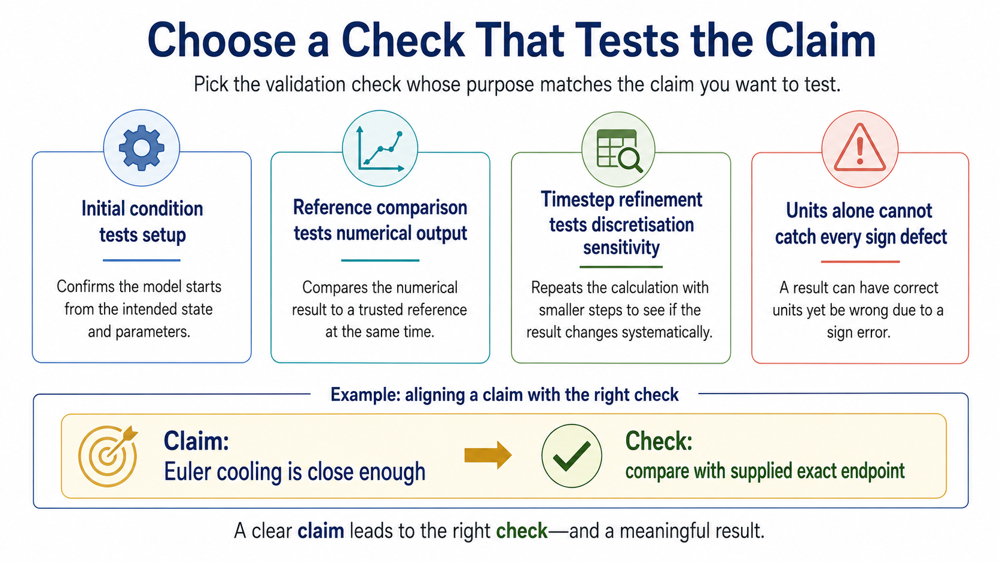 Choose a Check That Tests the Claim
Pick the validation check whose purpose matches the claim you want to test.
Initial condition
tests setup
Confirms the model starts
from the intended state
and parameters.
Reference comparison
tests numerical output
Compares the numerical
result to a trusted reference
at the same time.
Timestep refinement
tests discretisation
sensitivity
Repeats the calculation with
smaller steps to see if the
result changes systematically.
Units alone cannot
catch every sign defect
A result can have correct
units yet be wrong due to a
sign error.
Example: aligning a claim with the right check
Claim:
Euler cooling is close enough
Check:
compare with supplied exact endpoint
A clear claim leads to the right check—and a meaningful result.